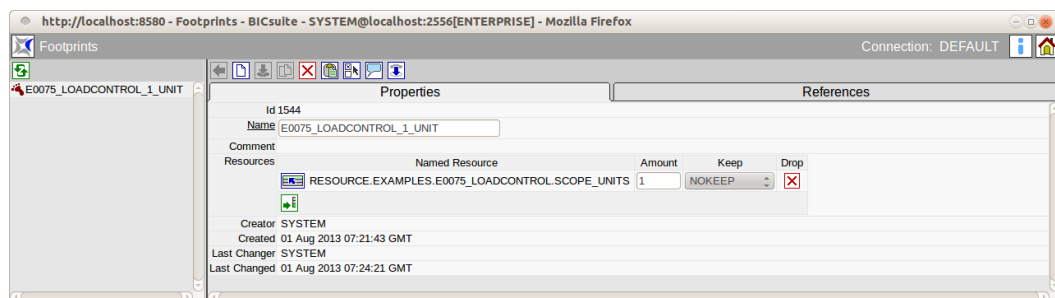 http://localhost:8580 - Footprints - BICsuite - SYSTEM@localhost:2556[ENTERPRISE] - Mozilla Firefox
Footprints Connection: DEFAULT
E0075_LOADCONTROL_1_UNIT
Properties References
Id 1544
Name E0075_LOADCONTROL_1_UNIT
Comment
Resources Named Resource Amount Keep Drop
RESOURCE.EXAMPLES.E0075_LOADCONTROL.SCOPE_UNITS 1 NOKEEP
Creator SYSTEM
Created 01 Aug 2013 07:21:43 GMT
Last Changer SYSTEM
Last Changed 01 Aug 2013 07:24:21 GMT